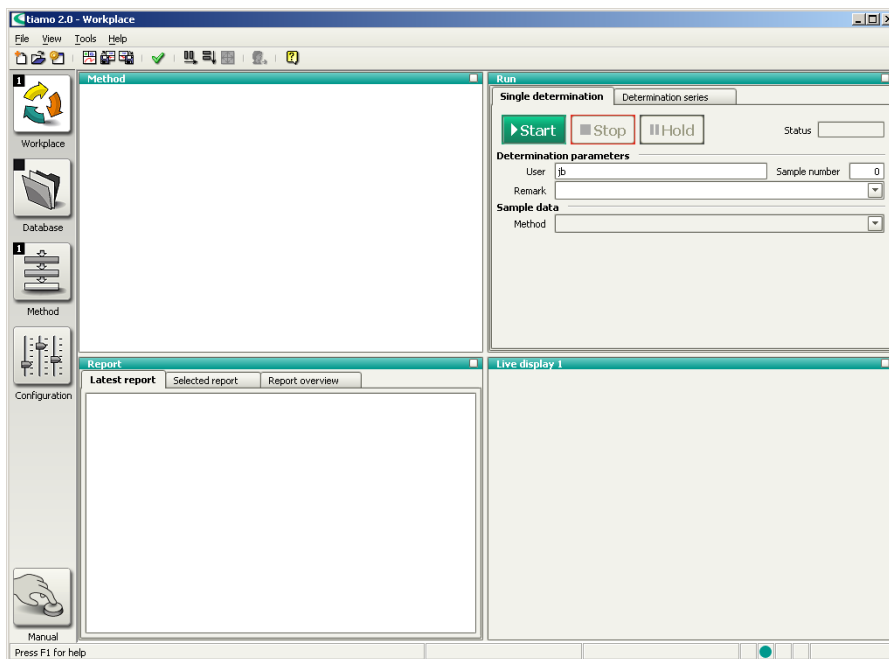 tiamo 2.0 - Workplace
File View Tools Help
1
Workplace
Database
1
Method
Configuration
Manual
Method
Run
Single determination Determination series
Start Stop Hold Status
Determination parameters
User jb Sample number 0
Remark
Sample data
Method
Report
Latest report Selected report Report overview
Live display 1
Press F1 for help